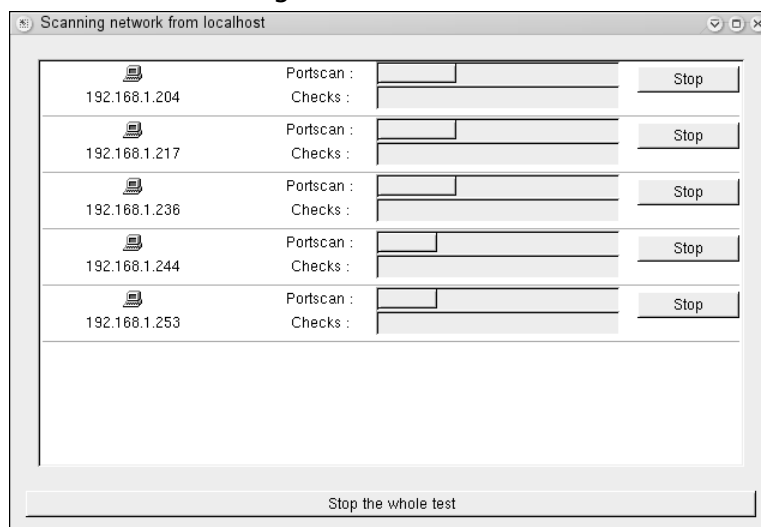 Scanning network from localhost
Portscan :
Stop
192.168.1.204
Checks :
Portscan :
Stop
192.168.1.217
Checks :
Portscan :
Stop
192.168.1.236
Checks :
Portscan :
Stop
192.168.1.244
Checks :
Portscan :
Stop
192.168.1.253
Checks :
Stop the whole test